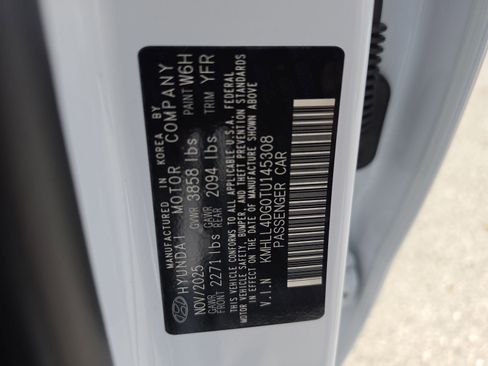 MANUFACTURED IN KOREA BY
HYUNDAI MOTOR COMPANY
NOV/2025 GVWR 3858 lbs PAINT W6H
GAWR FRONT 2271 lbs GAWR REAR 2094 lbs TRIM YFR
THIS VEHICLE CONFORMS TO ALL APPLICABLE U.S.A. FEDERAL
MOTOR VEHICLE SAFETY, BUMPER, AND THEFT PREVENTION STANDARDS
IN EFFECT ON THE DATE OF MANUFACTURE SHOWN ABOVE
V.I.N KMHLL4DG0TU145308
PASSENGER CAR